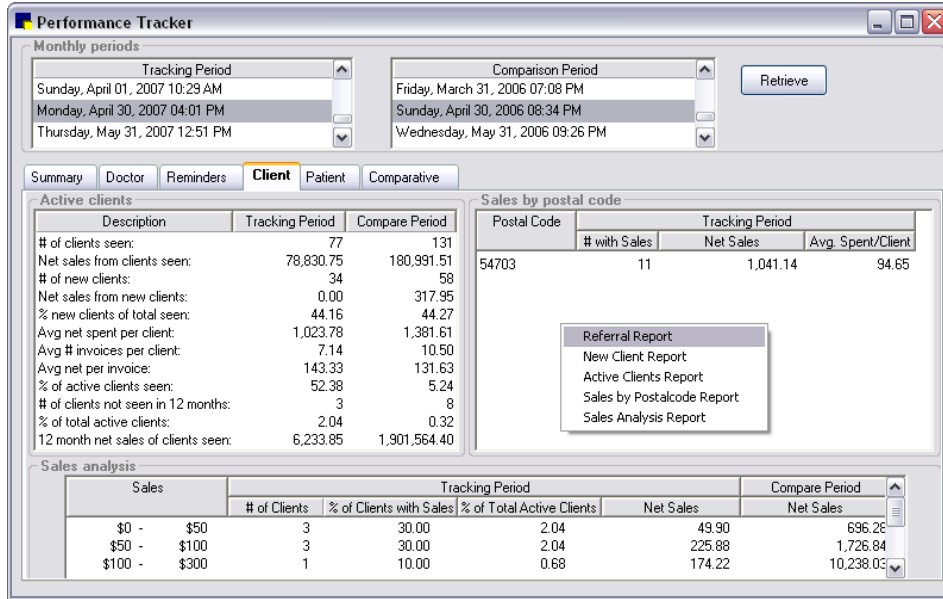 Performance Tracker
Monthly periods
Tracking Period
Sunday, April 01, 2007 10:29 AM
Monday, April 30, 2007 04:01 PM
Thursday, May 31, 2007 12:51 PM
Comparison Period
Friday, March 31, 2006 07:08 PM
Sunday, April 30, 2006 08:34 PM
Wednesday, May 31, 2006 09:26 PM
Retrieve
Summary Doctor Reminders Client Patient Comparative
Active clients
Description Tracking Period Compare Period
# of clients seen: 77 131
Net sales from clients seen: 78,830.75 180,991.51
# of new clients: 34 58
Net sales from new clients: 0.00 317.95
% new clients of total seen: 44.16 44.27
Avg net spent per client: 1,023.78 1,381.61
Avg # invoices per client: 7.14 10.50
Avg net per invoice: 143.33 131.63
% of active clients seen: 52.38 5.24
# of clients not seen in 12 months: 3 8
% of total active clients: 2.04 0.32
12 month net sales of clients seen: 6,233.85 1,901,564.40
Sales by postal code
Postal Code Tracking Period
# with Sales Net Sales Avg. Spent/Client
54703 11 1,041.14 94.65
Referral Report
New Client Report
Active Clients Report
Sales by Postalcode Report
Sales Analysis Report
Sales analysis
Sales Tracking Period Compare Period
# of Clients % of Clients with Sales % of Total Active Clients Net Sales Net Sales
$0 - $50 3 30.00 2.04 49.90 696.28
$50 - $100 3 30.00 2.04 225.88 1,726.84
$100 - $300 1 10.00 0.68 174.22 10,238.03